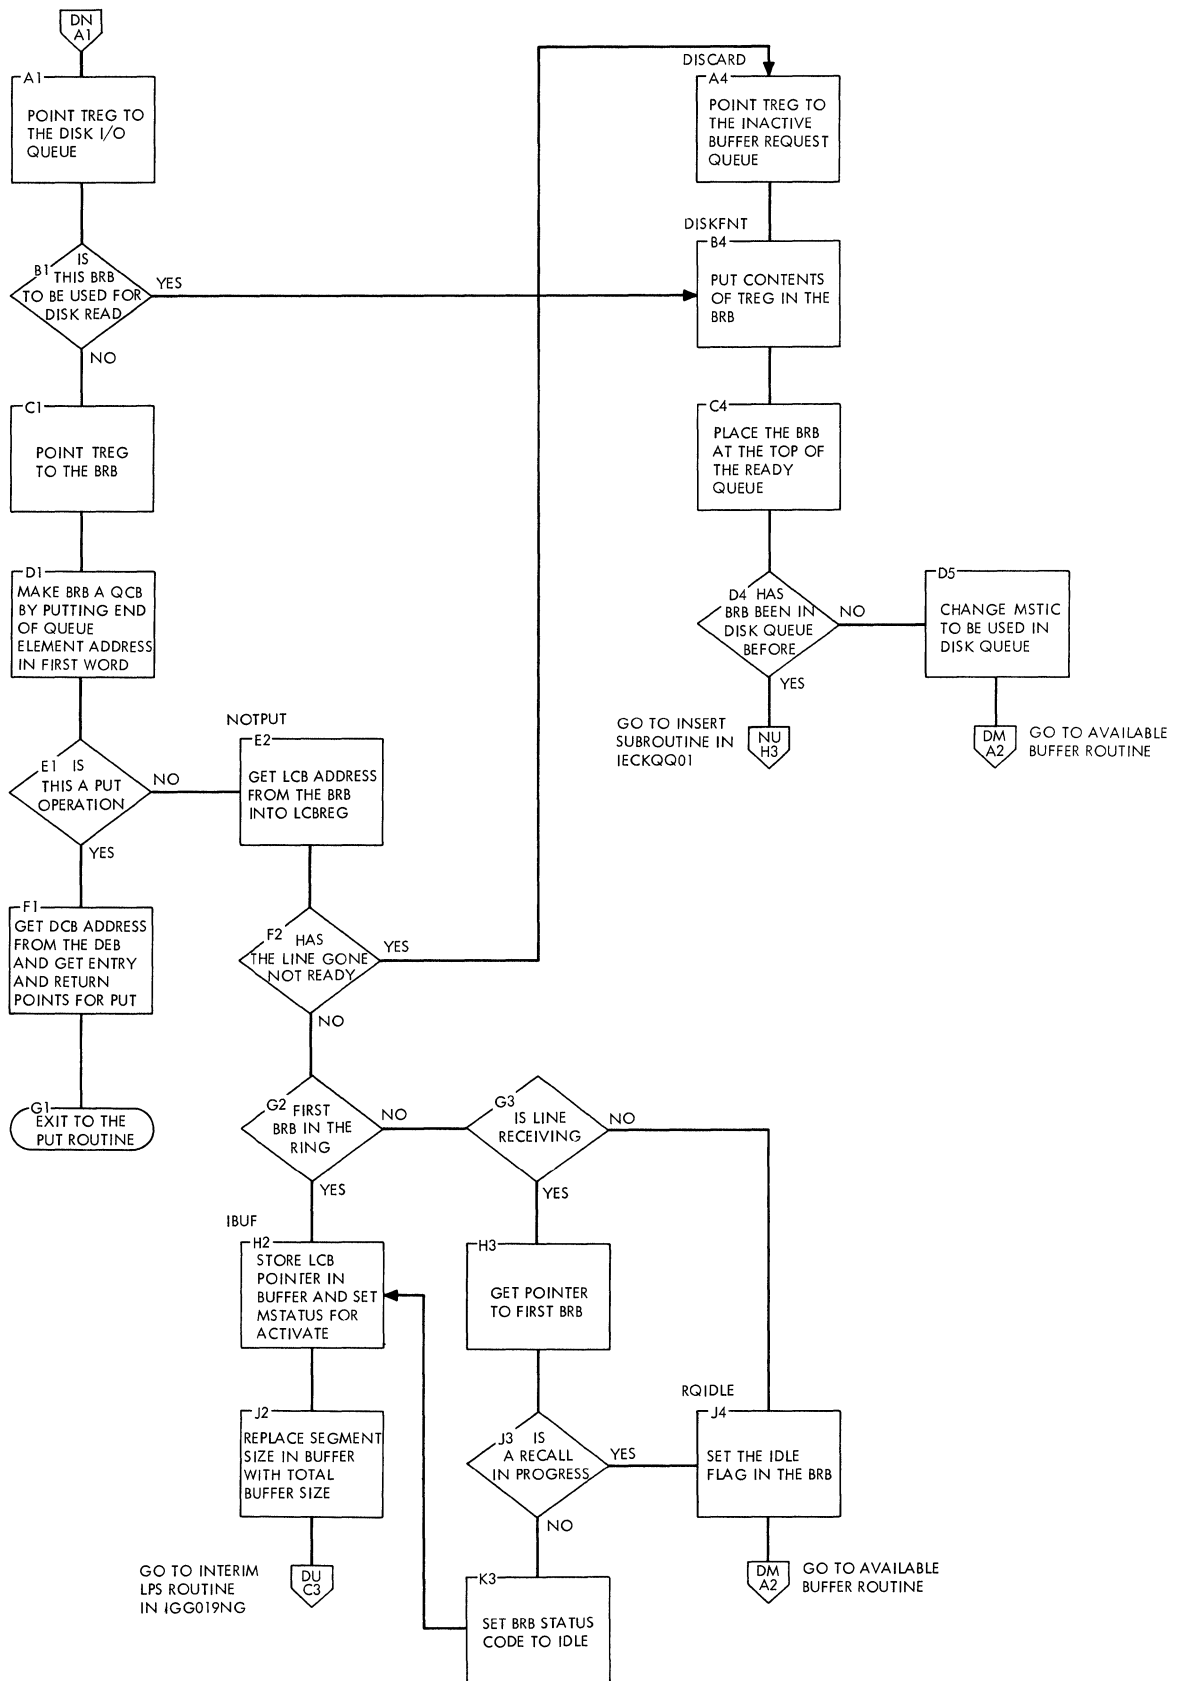 DN
A1
A1
POINT TREG TO
THE DISK I/O
QUEUE
B1
IS
THIS BRB
TO BE USED FOR
DISK READ
YES
NO
C1
POINT TREG
TO THE BRB
D1
MAKE BRB A QCB
BY PUTTING END
OF QUEUE
ELEMENT ADDRESS
IN FIRST WORD
E1
IS
THIS A PUT
OPERATION
NO
YES
F1
GET DCB ADDRESS
FROM THE DEB
AND GET ENTRY
AND RETURN
POINTS FOR PUT
G1
EXIT TO THE
PUT ROUTINE
NOTPUT
E2
GET LCB ADDRESS
FROM THE BRB
INTO LCBREG
F2
HAS
THE LINE GONE
NOT READY
YES
NO
G2
FIRST
BRB IN THE
RING
NO
YES
IBUF
H2
STORE LCB
POINTER IN
BUFFER AND SET
MSTATUS FOR
ACTIVATE
J2
REPLACE SEGMENT
SIZE IN BUFFER
WITH TOTAL
BUFFER SIZE
GO TO INTERIM
LPS ROUTINE
IN IGG019NG
DU
C3
G3
IS LINE
RECEIVING
NO
YES
H3
GET POINTER
TO FIRST BRB
J3
IS
A RECALL
IN PROGRESS
YES
NO
K3
SET BRB STATUS
CODE TO IDLE
DISCARD
A4
POINT TREG TO
THE INACTIVE
BUFFER REQUEST
QUEUE
DISKFNT
B4
PUT CONTENTS
OF TREG IN THE
BRB
C4
PLACE THE BRB
AT THE TOP OF
THE READY
QUEUE
D4
HAS
BRB BEEN IN
DISK QUEUE
BEFORE
NO
YES
GO TO INSERT
SUBROUTINE IN
IECKQQ01
NU
H3
D5
CHANGE MSTIC
TO BE USED IN
DISK QUEUE
DM
A2
GO TO AVAILABLE
BUFFER ROUTINE
RQIDLE
J4
SET THE IDLE
FLAG IN THE BRB
DM
A2
GO TO AVAILABLE
BUFFER ROUTINE